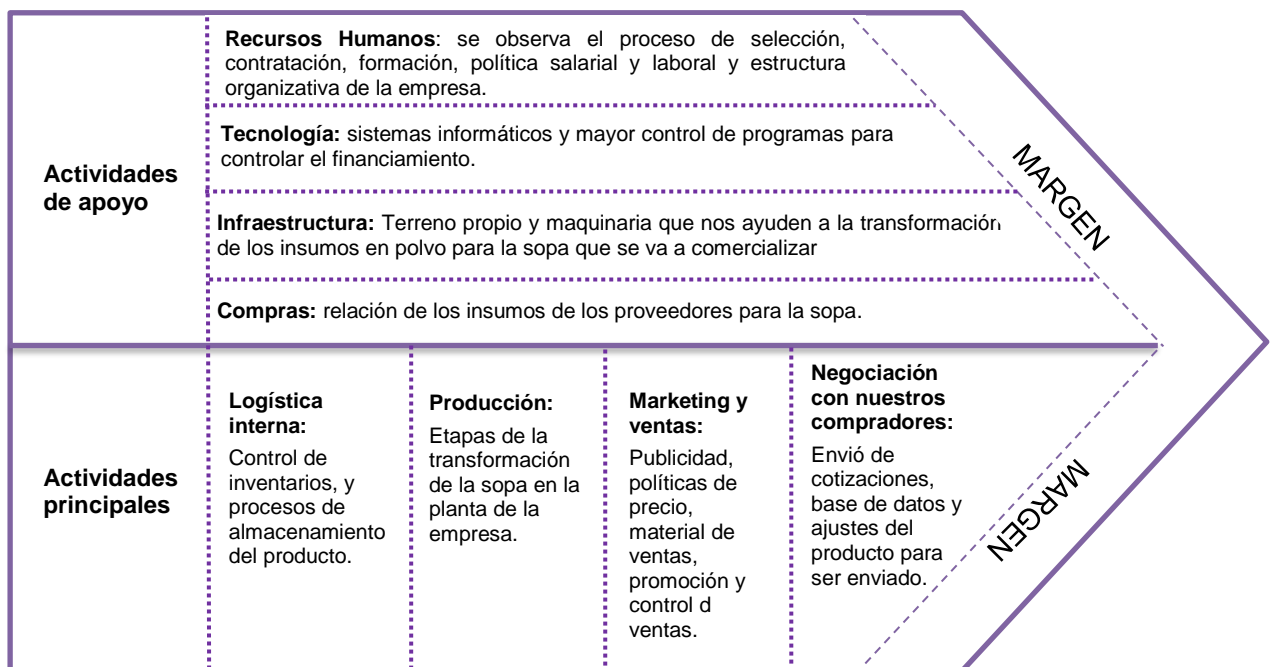 Recursos Humanos: se observa el proceso de selección,
contratación, formación, política salarial y laboral y estructura
organizativa de la empresa.
Tecnología: sistemas informáticos y mayor control de programas para
controlar el financiamiento.
Actividades
de apoyo
Infraestructura: Terreno propio y maquinaria que nos ayuden a la transformación
de los insumos en polvo para la sopa que se va a comercializar
Compras: relación de los insumos de los proveedores para la sopa.
MARGEN
Actividades
principales
Logística
interna:
Control de
inventarios, y
procesos de
almacenamiento
del producto.
Producción:
Etapas de la
transformación
de la sopa en la
planta de la
empresa.
Marketing y
ventas:
Publicidad,
políticas de
precio,
material de
ventas,
promoción y
control d
ventas.
Negociación
con nuestros
compradores:
Envió de
cotizaciones,
base de datos y
ajustes del
producto para
ser enviado.
MARGEN